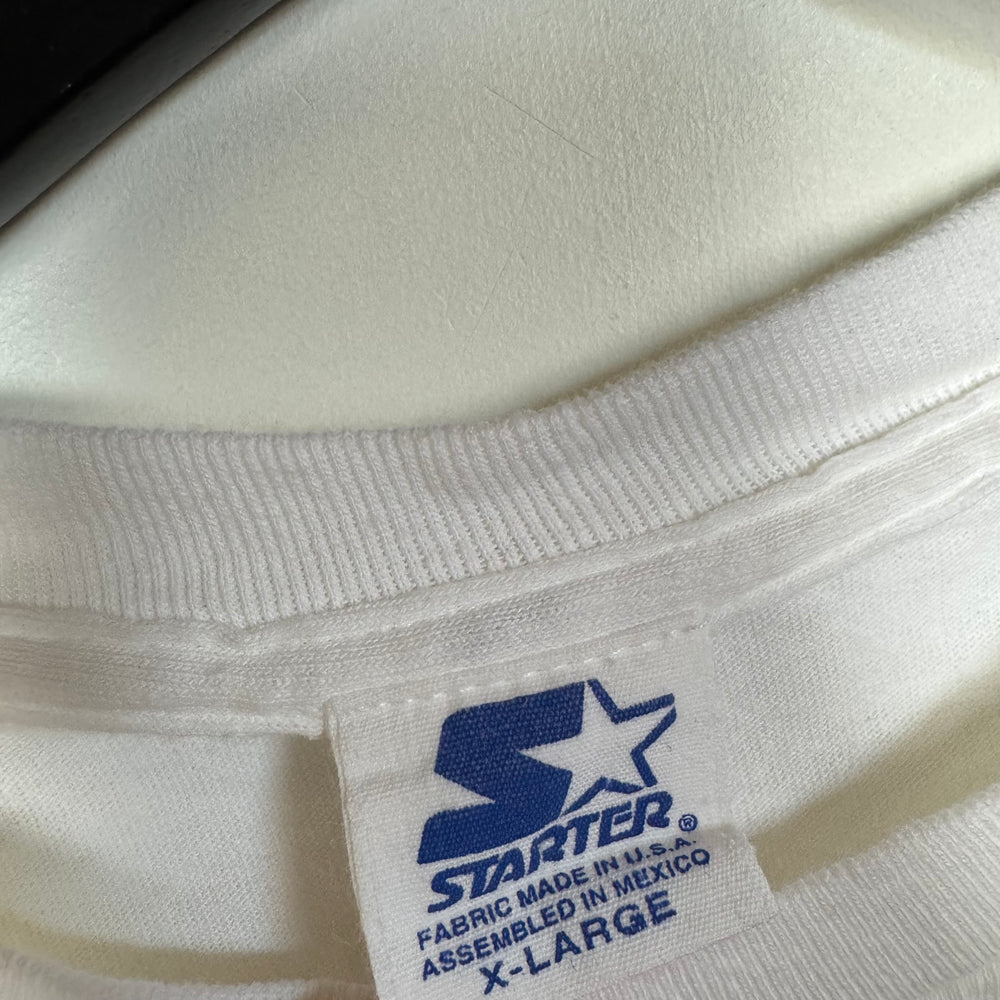 STARTER®
FABRIC MADE IN U.S.A.
ASSEMBLED IN MEXICO
X-LARGE